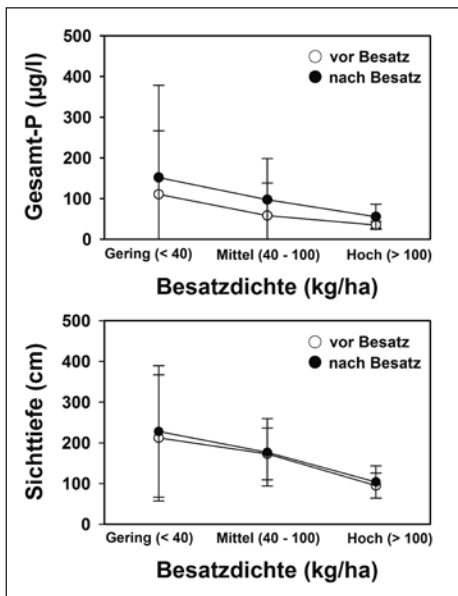 500
400
300
200
100
0
Gesamt-P (µg/l)
vor Besatz
nach Besatz
Gering (< 40) Mittel (40 - 100) Hoch (> 100)
Besatzdichte (kg/ha)
500
400
300
200
100
0
Sichttiefe (cm)
vor Besatz
nach Besatz
Gering (< 40) Mittel (40 - 100) Hoch (> 100)
Besatzdichte (kg/ha)